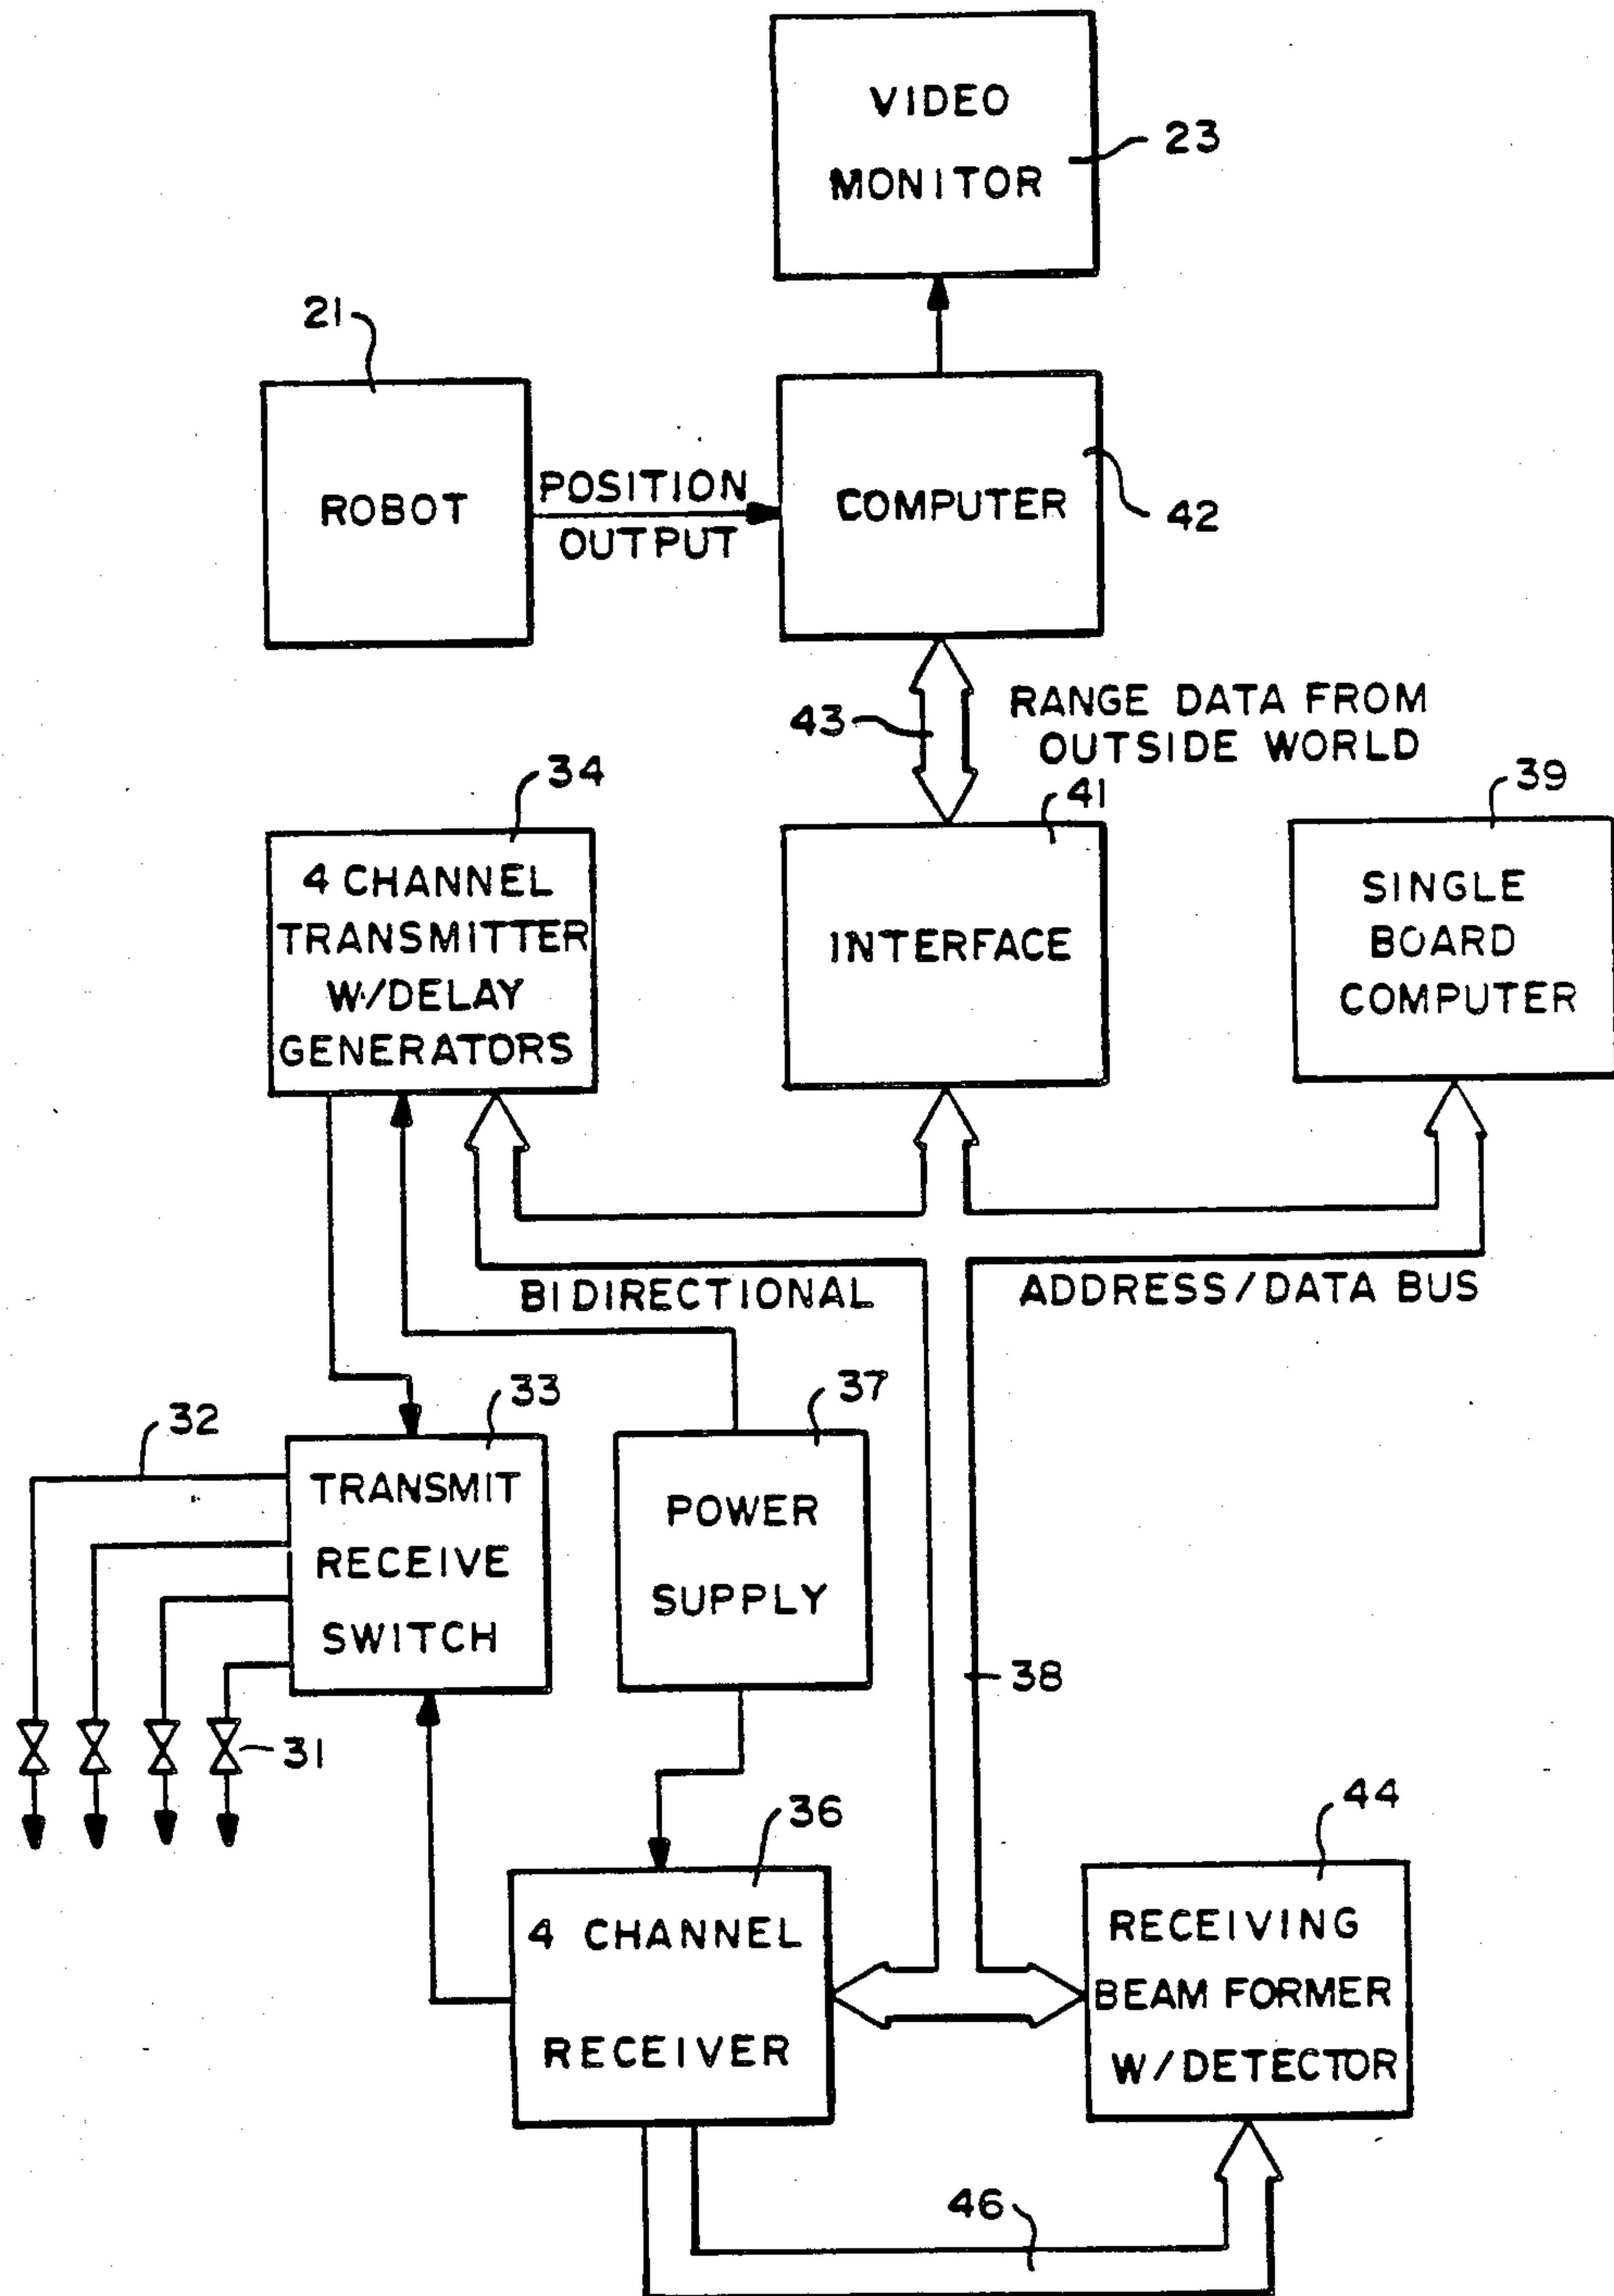 VIDEO
MONITOR
23
21
ROBOT
POSITION
OUTPUT
COMPUTER
42
43
RANGE DATA FROM
OUTSIDE WORLD
34
4 CHANNEL
TRANSMITTER
W/DELAY
GENERATORS
41
INTERFACE
39
SINGLE
BOARD
COMPUTER
BIDIRECTIONAL
ADDRESS/DATA BUS
32
33
TRANSMIT
RECEIVE
SWITCH
37
POWER
SUPPLY
38
31
36
4 CHANNEL
RECEIVER
44
RECEIVING
BEAM FORMER
W/DETECTOR
46